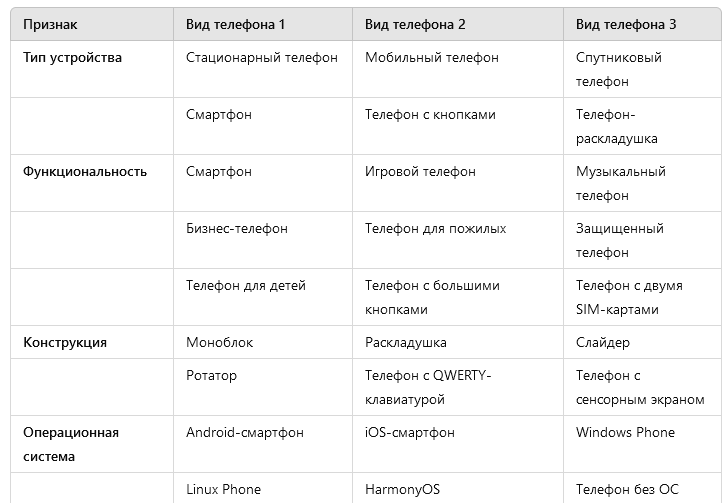 Признак Вид телефона 1 Вид телефона 2 Вид телефона 3
Тип устройства Стационарный телефон Мобильный телефон Спутниковый
телефон
Смартфон Телефон с кнопками Телефон-
раскладушка
Функциональность Смартфон Игровой телефон Музыкальный
телефон
Бизнес-телефон Телефон для пожилых Защищенный
телефон
Телефон для детей Телефон с большими Телефон с двумя
кнопками SIM-картами
Конструкция Моноблок Раскладушка Слайдер
Ротатор Телефон с QWERTY- Телефон с
клавиатурой сенсорным экраном
Операционная Android-смартфон iOS-смартфон Windows Phone
система
Linux Phone HarmonyOS Телефон без ОС